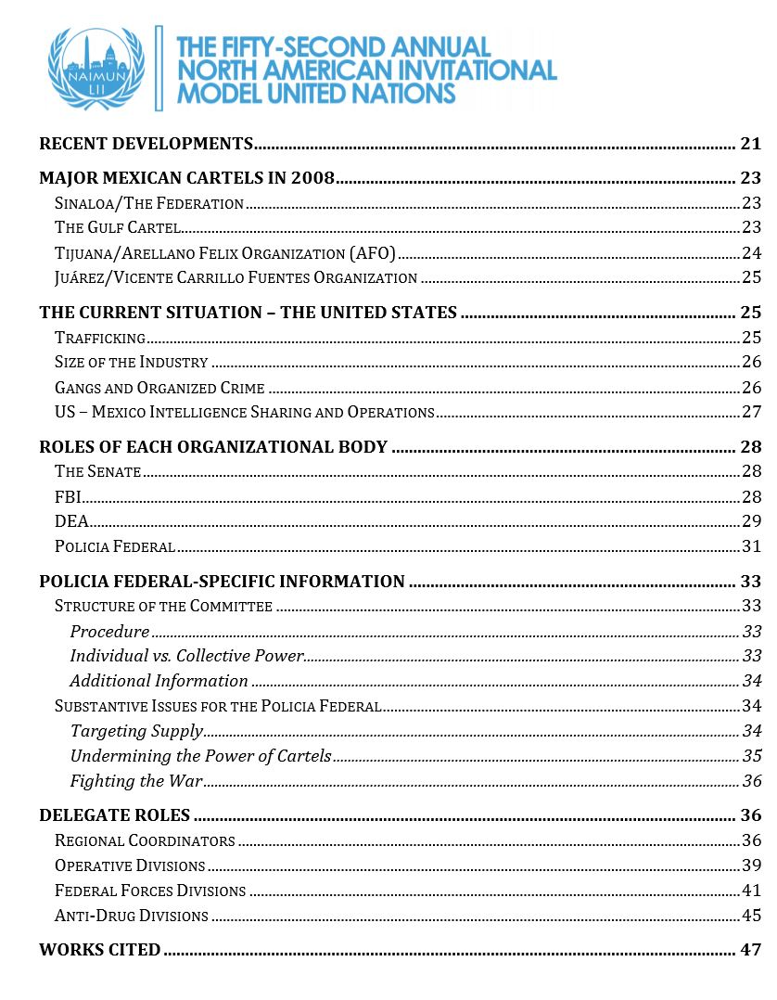 NAIMUN
LII
THE FIFTY-SECOND ANNUAL
NORTH AMERICAN INVITATIONAL
MODEL UNITED NATIONS
RECENT DEVELOPMENTS........................................ 21
MAJOR MEXICAN CARTELS IN 2008........................................ 23
SINALOA/THE FEDERATION........................................ 23
THE GULF CARTEL........................................ 23
TIJUANA/ARELLANO FELIX ORGANIZATION (AFO)........................................ 24
JUÁREZ/VICENTE CARRILLO FUENTES ORGANIZATION........................................ 25
THE CURRENT SITUATION – THE UNITED STATES........................................ 25
TRAFFICKING........................................ 25
SIZE OF THE INDUSTRY........................................ 26
GANGS AND ORGANIZED CRIME........................................ 26
US – MEXICO INTELLIGENCE SHARING AND OPERATIONS........................................ 27
ROLES OF EACH ORGANIZATIONAL BODY........................................ 28
THE SENATE........................................ 28
FBI........................................ 28
DEA........................................ 29
POLICIA FEDERAL........................................ 31
POLICIA FEDERAL-SPECIFIC INFORMATION........................................ 33
STRUCTURE OF THE COMMITTEE........................................ 33
Procedure........................................ 33
Individual vs. Collective Power........................................ 33
Additional Information........................................ 34
SUBSTANTIVE ISSUES FOR THE POLICIA FEDERAL........................................ 34
Targeting Supply........................................ 34
Undermining the Power of Cartels........................................ 35
Fighting the War........................................ 36
DELEGATE ROLES........................................ 36
REGIONAL COORDINATORS........................................ 36
OPERATIVE DIVISIONS........................................ 39
FEDERAL FORCES DIVISIONS........................................ 41
ANTI-DRUG DIVISIONS........................................ 45
WORKS CITED........................................ 47